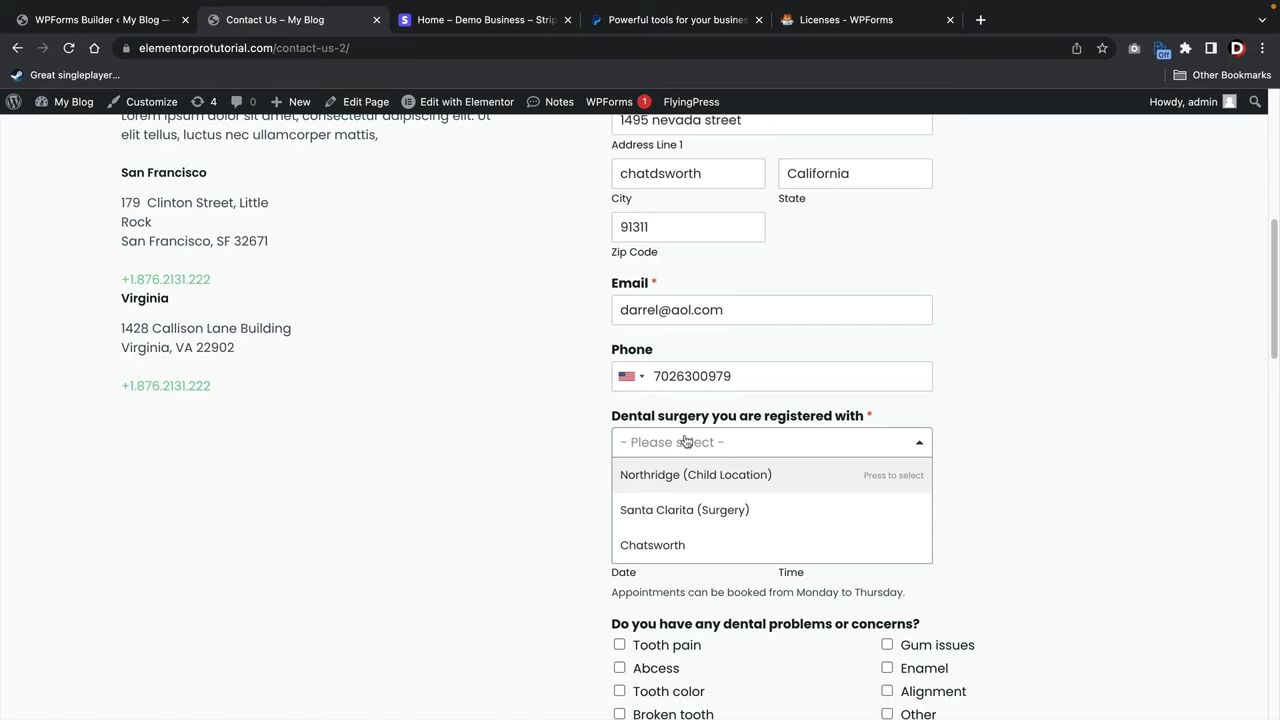 WPForms Builder ‹ My Blog —
Contact Us – My Blog
Home – Demo Business – Strip
Powerful tools for your busines
Licenses - WPForms
elementorprotutorial.com/contact-us-2/
Off
D
Great singleplayer...
Other Bookmarks
My Blog
Customize
4
0
New
Edit Page
Edit with Elementor
Notes
WPForms 1
FlyingPress
Howdy, admin
Lorem ipsum dolor sit amet, consectetur adipiscing elit. Ut
elit tellus, luctus nec ullamcorper mattis,
San Francisco
179 Clinton Street, Little
Rock
San Francisco, SF 32671
+1.876.2131.222
Virginia
1428 Callison Lane Building
Virginia, VA 22902
+1.876.2131.222
1495 nevada street
Address Line 1
chatdsworth
California
City
State
91311
Zip Code
Email *
darrel@aol.com
Phone
7026300979
Dental surgery you are registered with *
- Please select -
Northridge (Child Location)
Press to select
Santa Clarita (Surgery)
Chatsworth
Date
Time
Appointments can be booked from Monday to Thursday.
Do you have any dental problems or concerns?
Tooth pain
Gum issues
Abcess
Enamel
Tooth color
Alignment
Broken tooth
Other